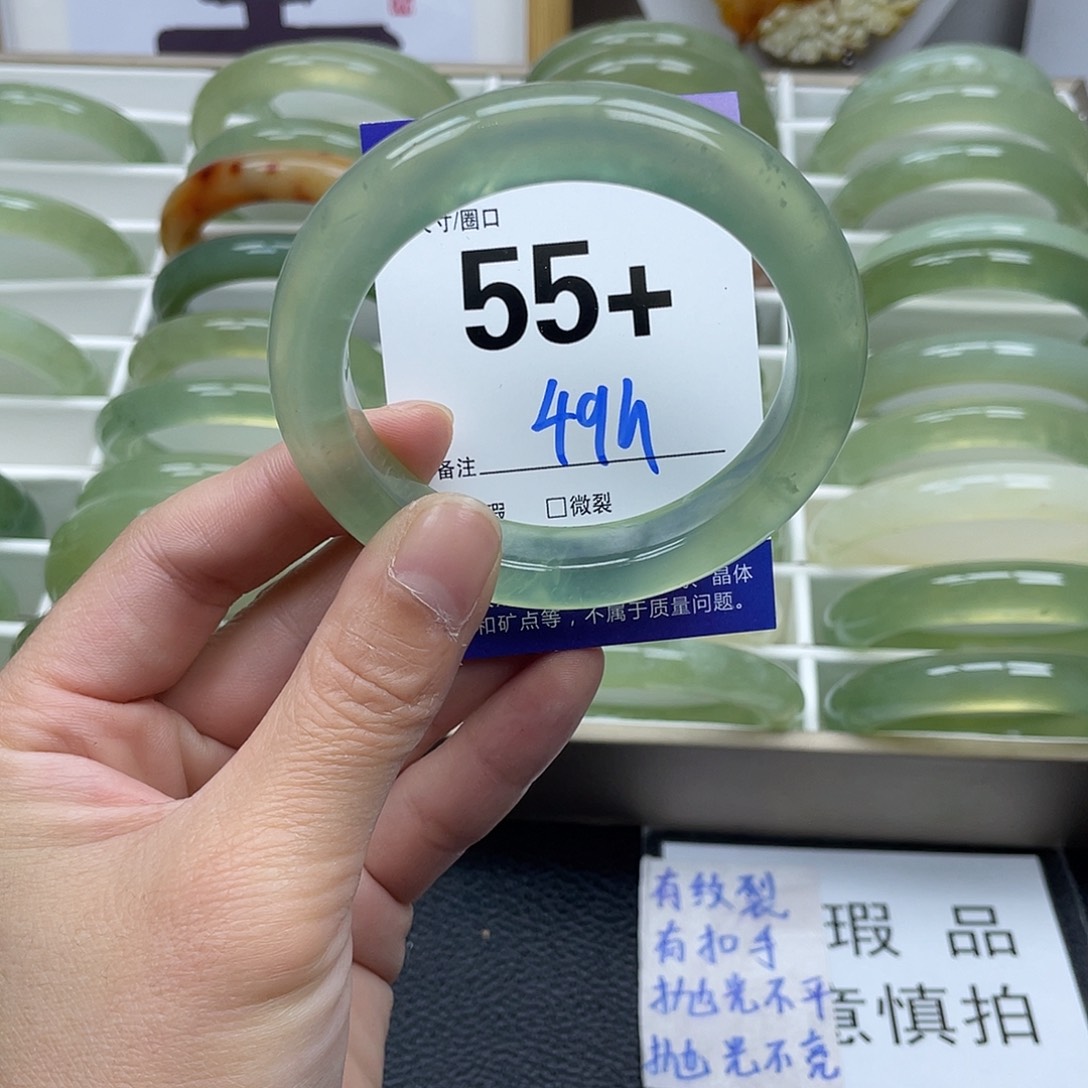 寸/圈口
55+
49h
备注
瑕 □微裂
晶体
和矿点等，不属于质量问题。
有纹裂
有扣手
抛光不平
抛光不亮
瑕 品
意慎拍